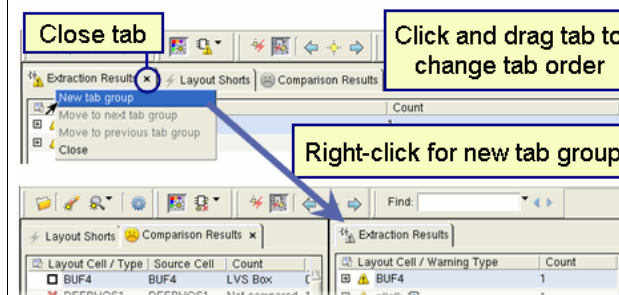 Close tab
Click and drag tab to
change tab order
Extraction Results ×
Layout Shorts
Comparison Results
New tab group
Move to next tab group
Move to previous tab group
Close
Count
1
Right-click for new tab group
Find:
Layout Shorts
Comparison Results ×
Extraction Results
Layout Cell / Type
Source Cell
Count
Layout Cell / Warning Type
Count
BUF4
BUF4
LVS Box
BUF4
1